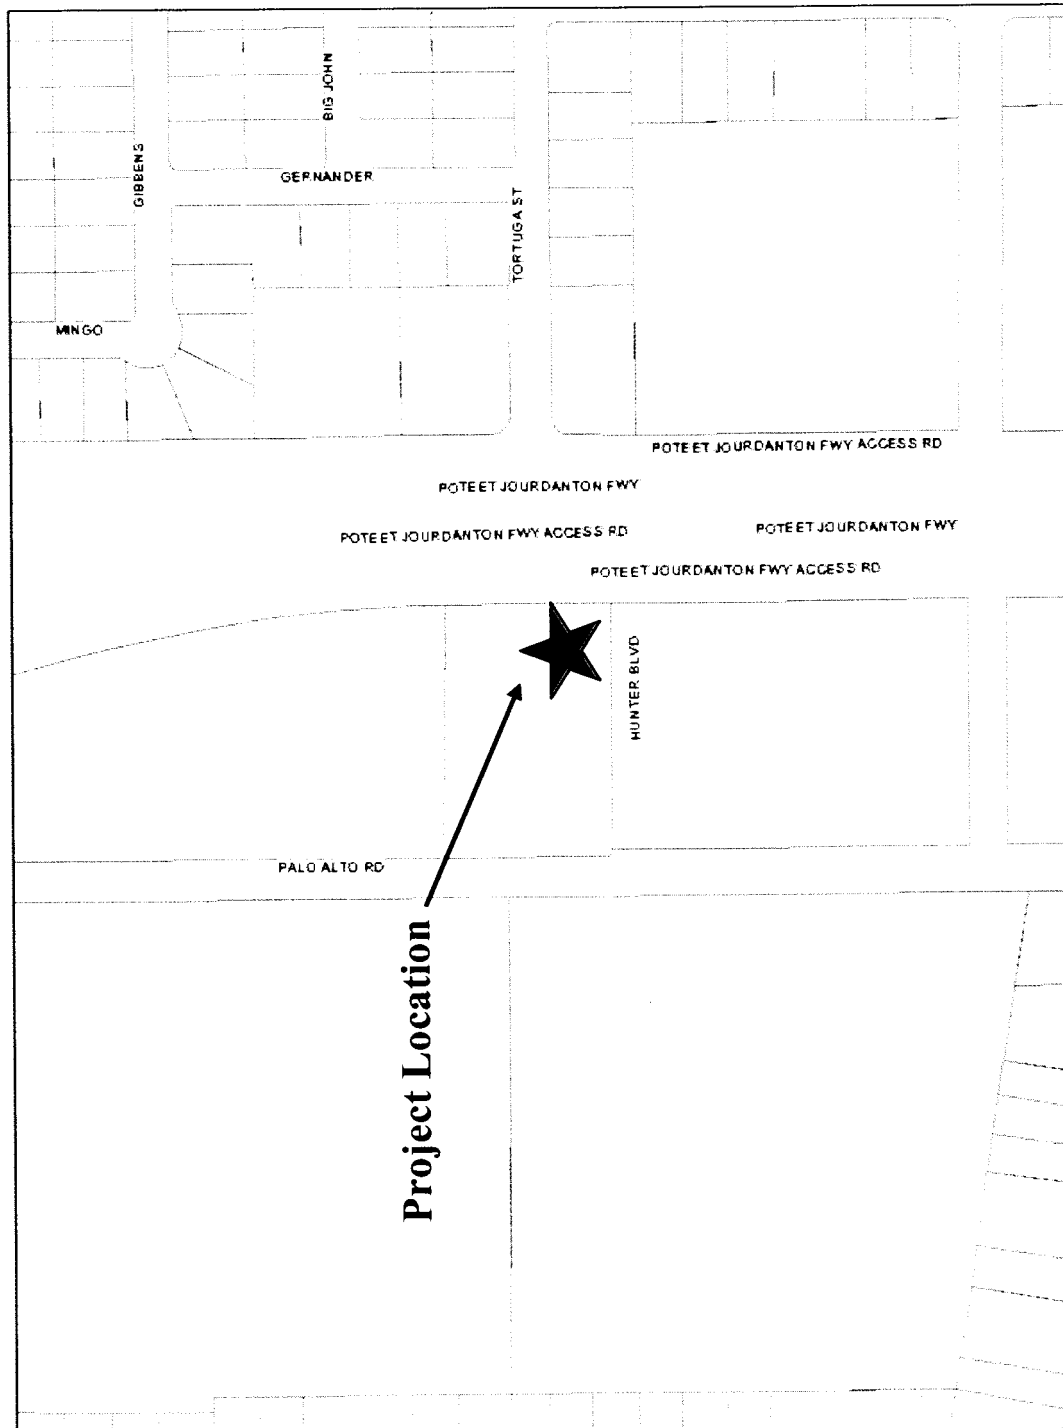 BIG JOHN
GIBBENS
GERNANDER
TORTUGA ST
MINGO
POTEET JOURDANTON FWY ACCESS RD
POTEET JOURDANTON FWY
POTEET JOURDANTON FWY ACCESS RD
POTEET JOURDANTON FWY
POTEET JOURDANTON FWY ACCESS RD
HUNTER BLVD
PALO ALTO RD
Project Location